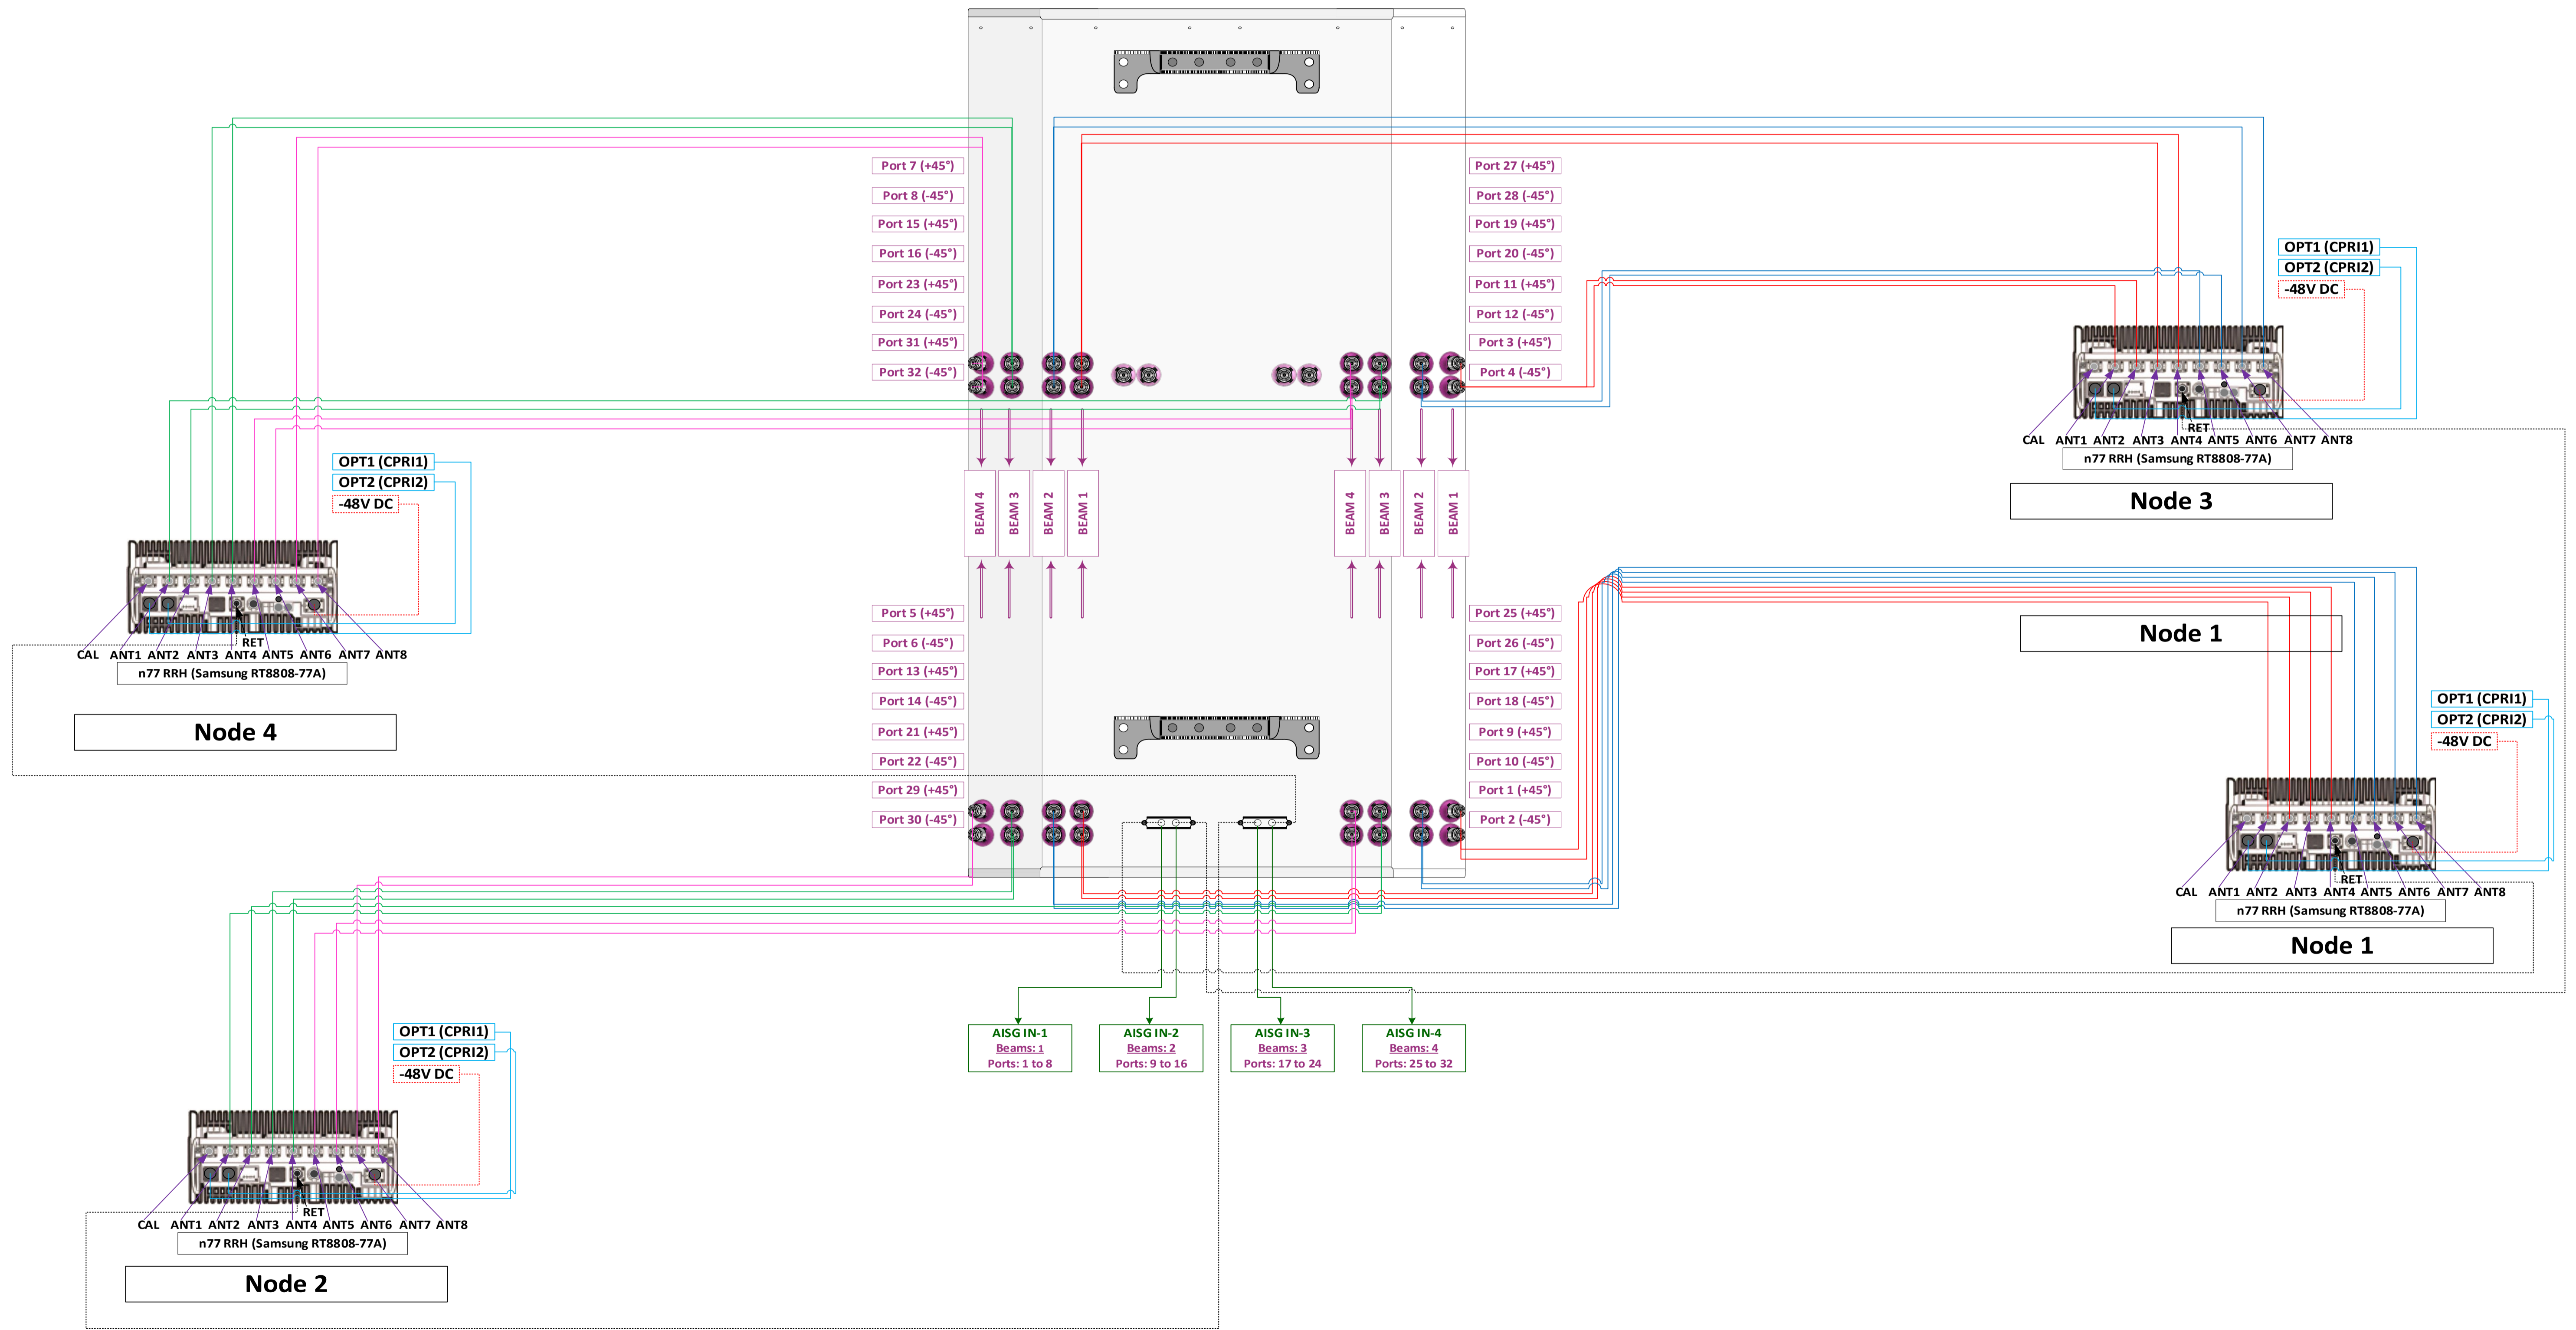 Port 7 (+45°)
Port 8 (-45°)
Port 15 (+45°)
Port 16 (-45°)
Port 23 (+45°)
Port 24 (-45°)
Port 31 (+45°)
Port 32 (-45°)
Port 27 (+45°)
Port 28 (-45°)
Port 19 (+45°)
Port 20 (-45°)
Port 11 (+45°)
Port 12 (-45°)
Port 3 (+45°)
Port 4 (-45°)
OPT1 (CPRI1)
OPT2 (CPRI2)
-48V DC
RET
CAL ANT1 ANT2 ANT3 ANT4 ANT5 ANT6 ANT7 ANT8
n77 RRH (Samsung RT8808-77A)
Node 3
OPT1 (CPRI1)
OPT2 (CPRI2)
-48V DC
RET
CAL ANT1 ANT2 ANT3 ANT4 ANT5 ANT6 ANT7 ANT8
n77 RRH (Samsung RT8808-77A)
Node 4
BEAM 4
BEAM 3
BEAM 2
BEAM 1
BEAM 4
BEAM 3
BEAM 2
BEAM 1
Port 5 (+45°)
Port 6 (-45°)
Port 13 (+45°)
Port 14 (-45°)
Port 21 (+45°)
Port 22 (-45°)
Port 29 (+45°)
Port 30 (-45°)
Port 25 (+45°)
Port 26 (-45°)
Port 17 (+45°)
Port 18 (-45°)
Port 9 (+45°)
Port 10 (-45°)
Port 1 (+45°)
Port 2 (-45°)
Node 1
OPT1 (CPRI1)
OPT2 (CPRI2)
-48V DC
RET
CAL ANT1 ANT2 ANT3 ANT4 ANT5 ANT6 ANT7 ANT8
n77 RRH (Samsung RT8808-77A)
Node 1
AISG IN-1
Beams: 1
Ports: 1 to 8
AISG IN-2
Beams: 2
Ports: 9 to 16
AISG IN-3
Beams: 3
Ports: 17 to 24
AISG IN-4
Beams: 4
Ports: 25 to 32
OPT1 (CPRI1)
OPT2 (CPRI2)
-48V DC
RET
CAL ANT1 ANT2 ANT3 ANT4 ANT5 ANT6 ANT7 ANT8
n77 RRH (Samsung RT8808-77A)
Node 2